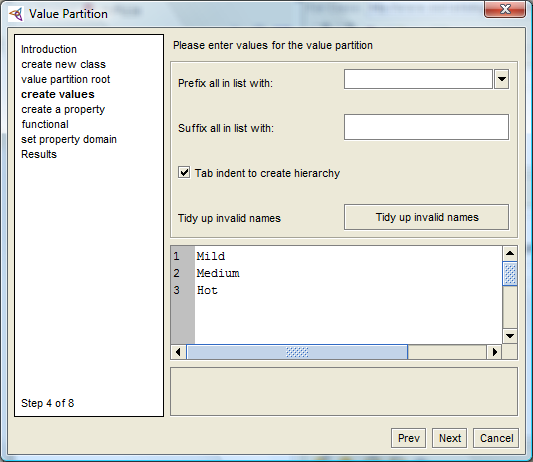 Value Partition
Introduction
create new class
value partition root
create values
create a property
functional
set property domain
Results
Step 4 of 8
Please enter values for the value partition
Prefix all in list with:
Suffix all in list with:
Tab indent to create hierarchy
Tidy up invalid names
Tidy up invalid names
1 Mild
2 Medium
3 Hot
Prev Next Cancel